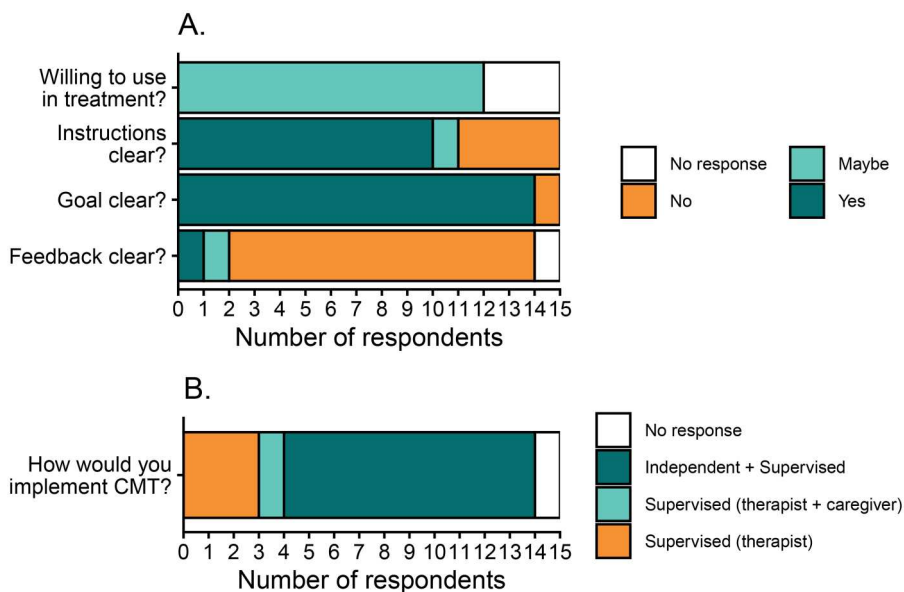 A.
Willing to use
in treatment?
Instructions
clear?
Goal clear?
Feedback clear?
0 1 2 3 4 5 6 7 8 9 10 11 12 13 14 15
Number of respondents
No response
Maybe
No
Yes
B.
How would you
implement CMT?
0 1 2 3 4 5 6 7 8 9 10 11 12 13 14 15
Number of respondents
No response
Independent + Supervised
Supervised (therapist + caregiver)
Supervised (therapist)